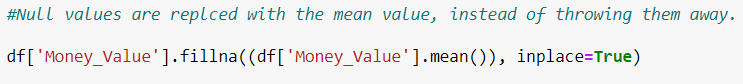 #Null values are replced with the mean value, instead of throwing them away.
df['Money_Value'].fillna((df['Money_Value'].mean()), inplace=True)